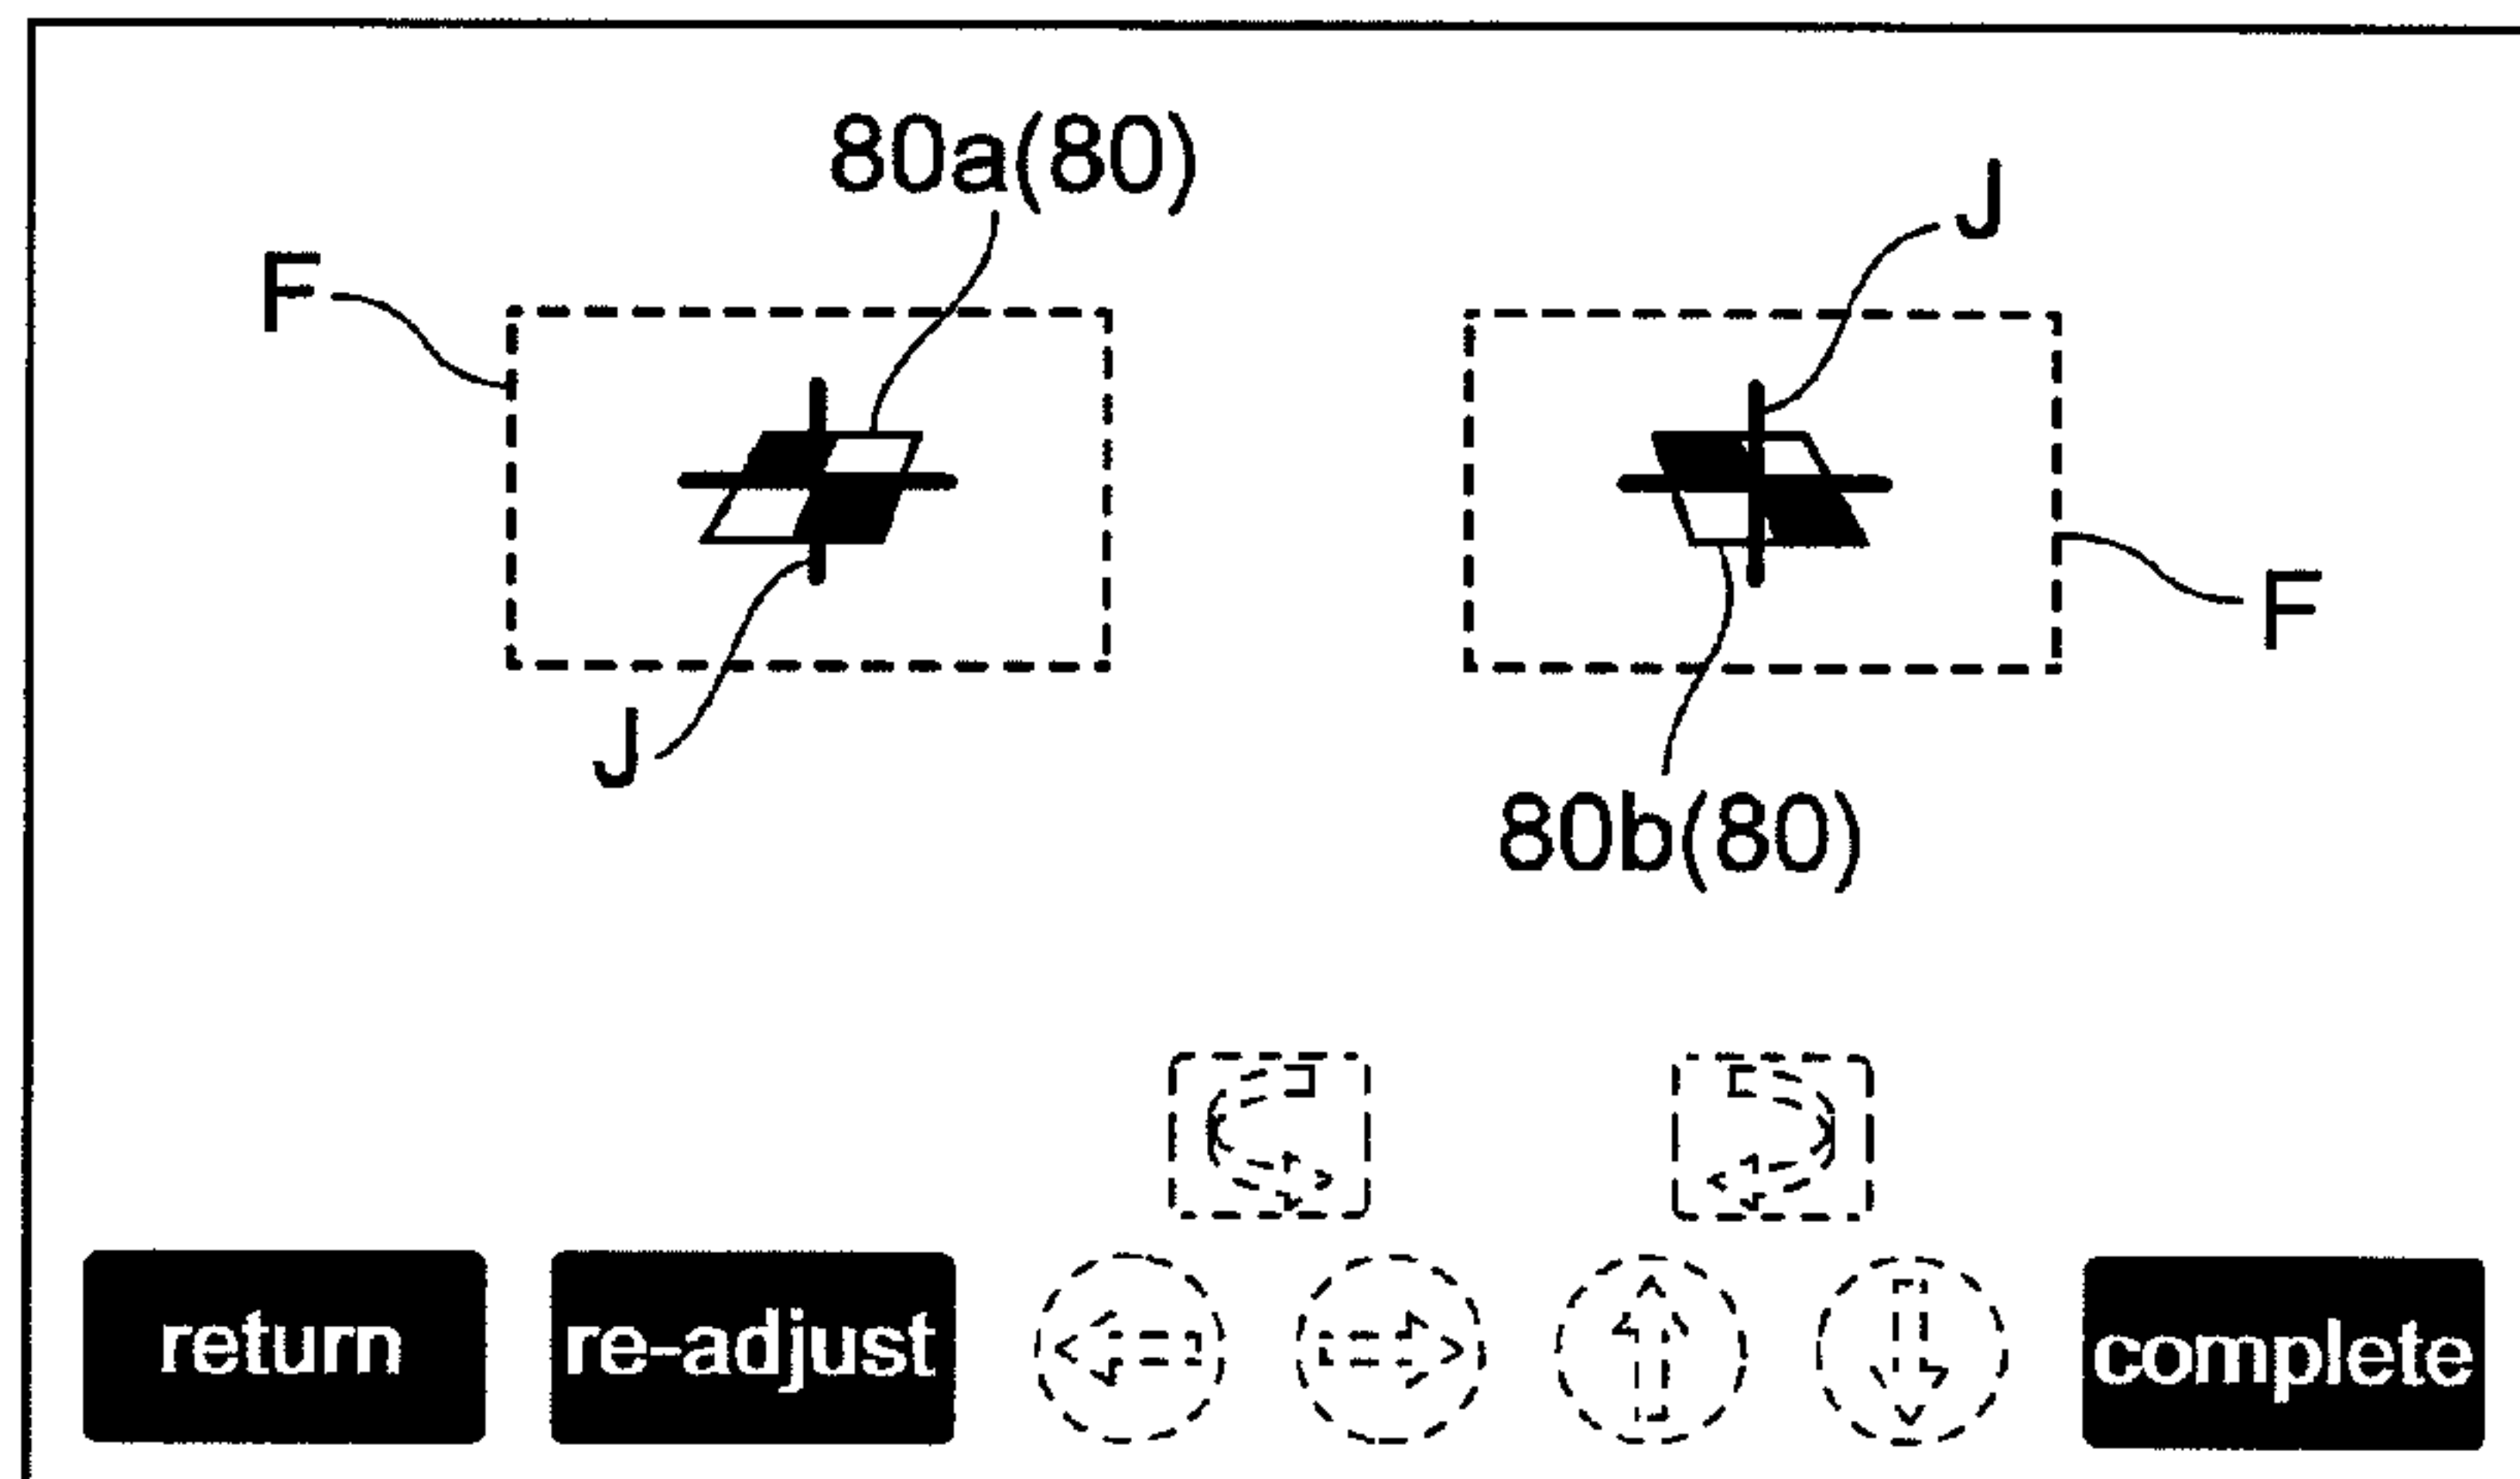 80a(80)
J
F
F
J
80b(80)
return
re-adjust
complete